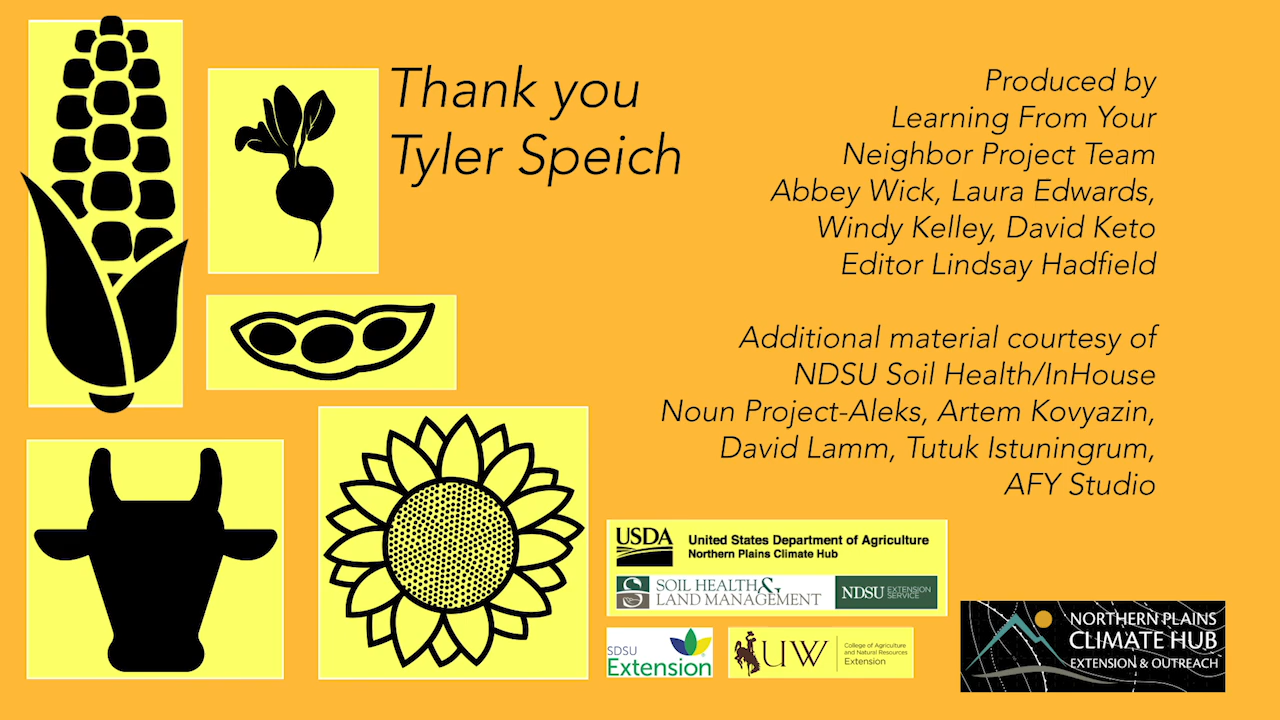 Thank you
Tyler Speich
Produced by
Learning From Your
Neighbor Project Team
Abbey Wick, Laura Edwards,
Windy Kelley, David Keto
Editor Lindsay Hadfield
Additional material courtesy of
NDSU Soil Health/InHouse
Noun Project-Aleks, Artem Kovyazin,
David Lamm, Tutuk Istuningrum,
AFY Studio
USDA
United States Department of Agriculture
Northern Plains Climate Hub
SOIL HEALTH&
LAND MANAGEMENT
NDSU
EXTENSION
SERVICE
SDSU
Extension
UW
College of Agriculture
and Natural Resources
Extension
NORTHERN PLAINS
CLIMATE HUB
EXTENSION & OUTREACH